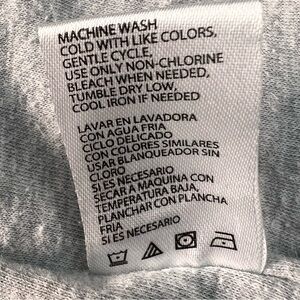 MACHINE WASH
COLD WITH LIKE COLORS,
GENTLE CYCLE,
USE ONLY NON-CHLORINE
BLEACH WHEN NEEDED,
TUMBLE DRY LOW,
COOL IRON IF NEEDED
LAVAR EN LAVADORA
CON AGUA FRIA
CICLO DELICADO
CON COLORES SIMILARES
USAR BLANQUEADOR SIN
CLORO
SI ES NECESARIO
SECAR A MAQUINA CON
TEMPERATURA BAJA,
PLANCHAR CON PLANCHA
FRIA
SI ES NECESARIO